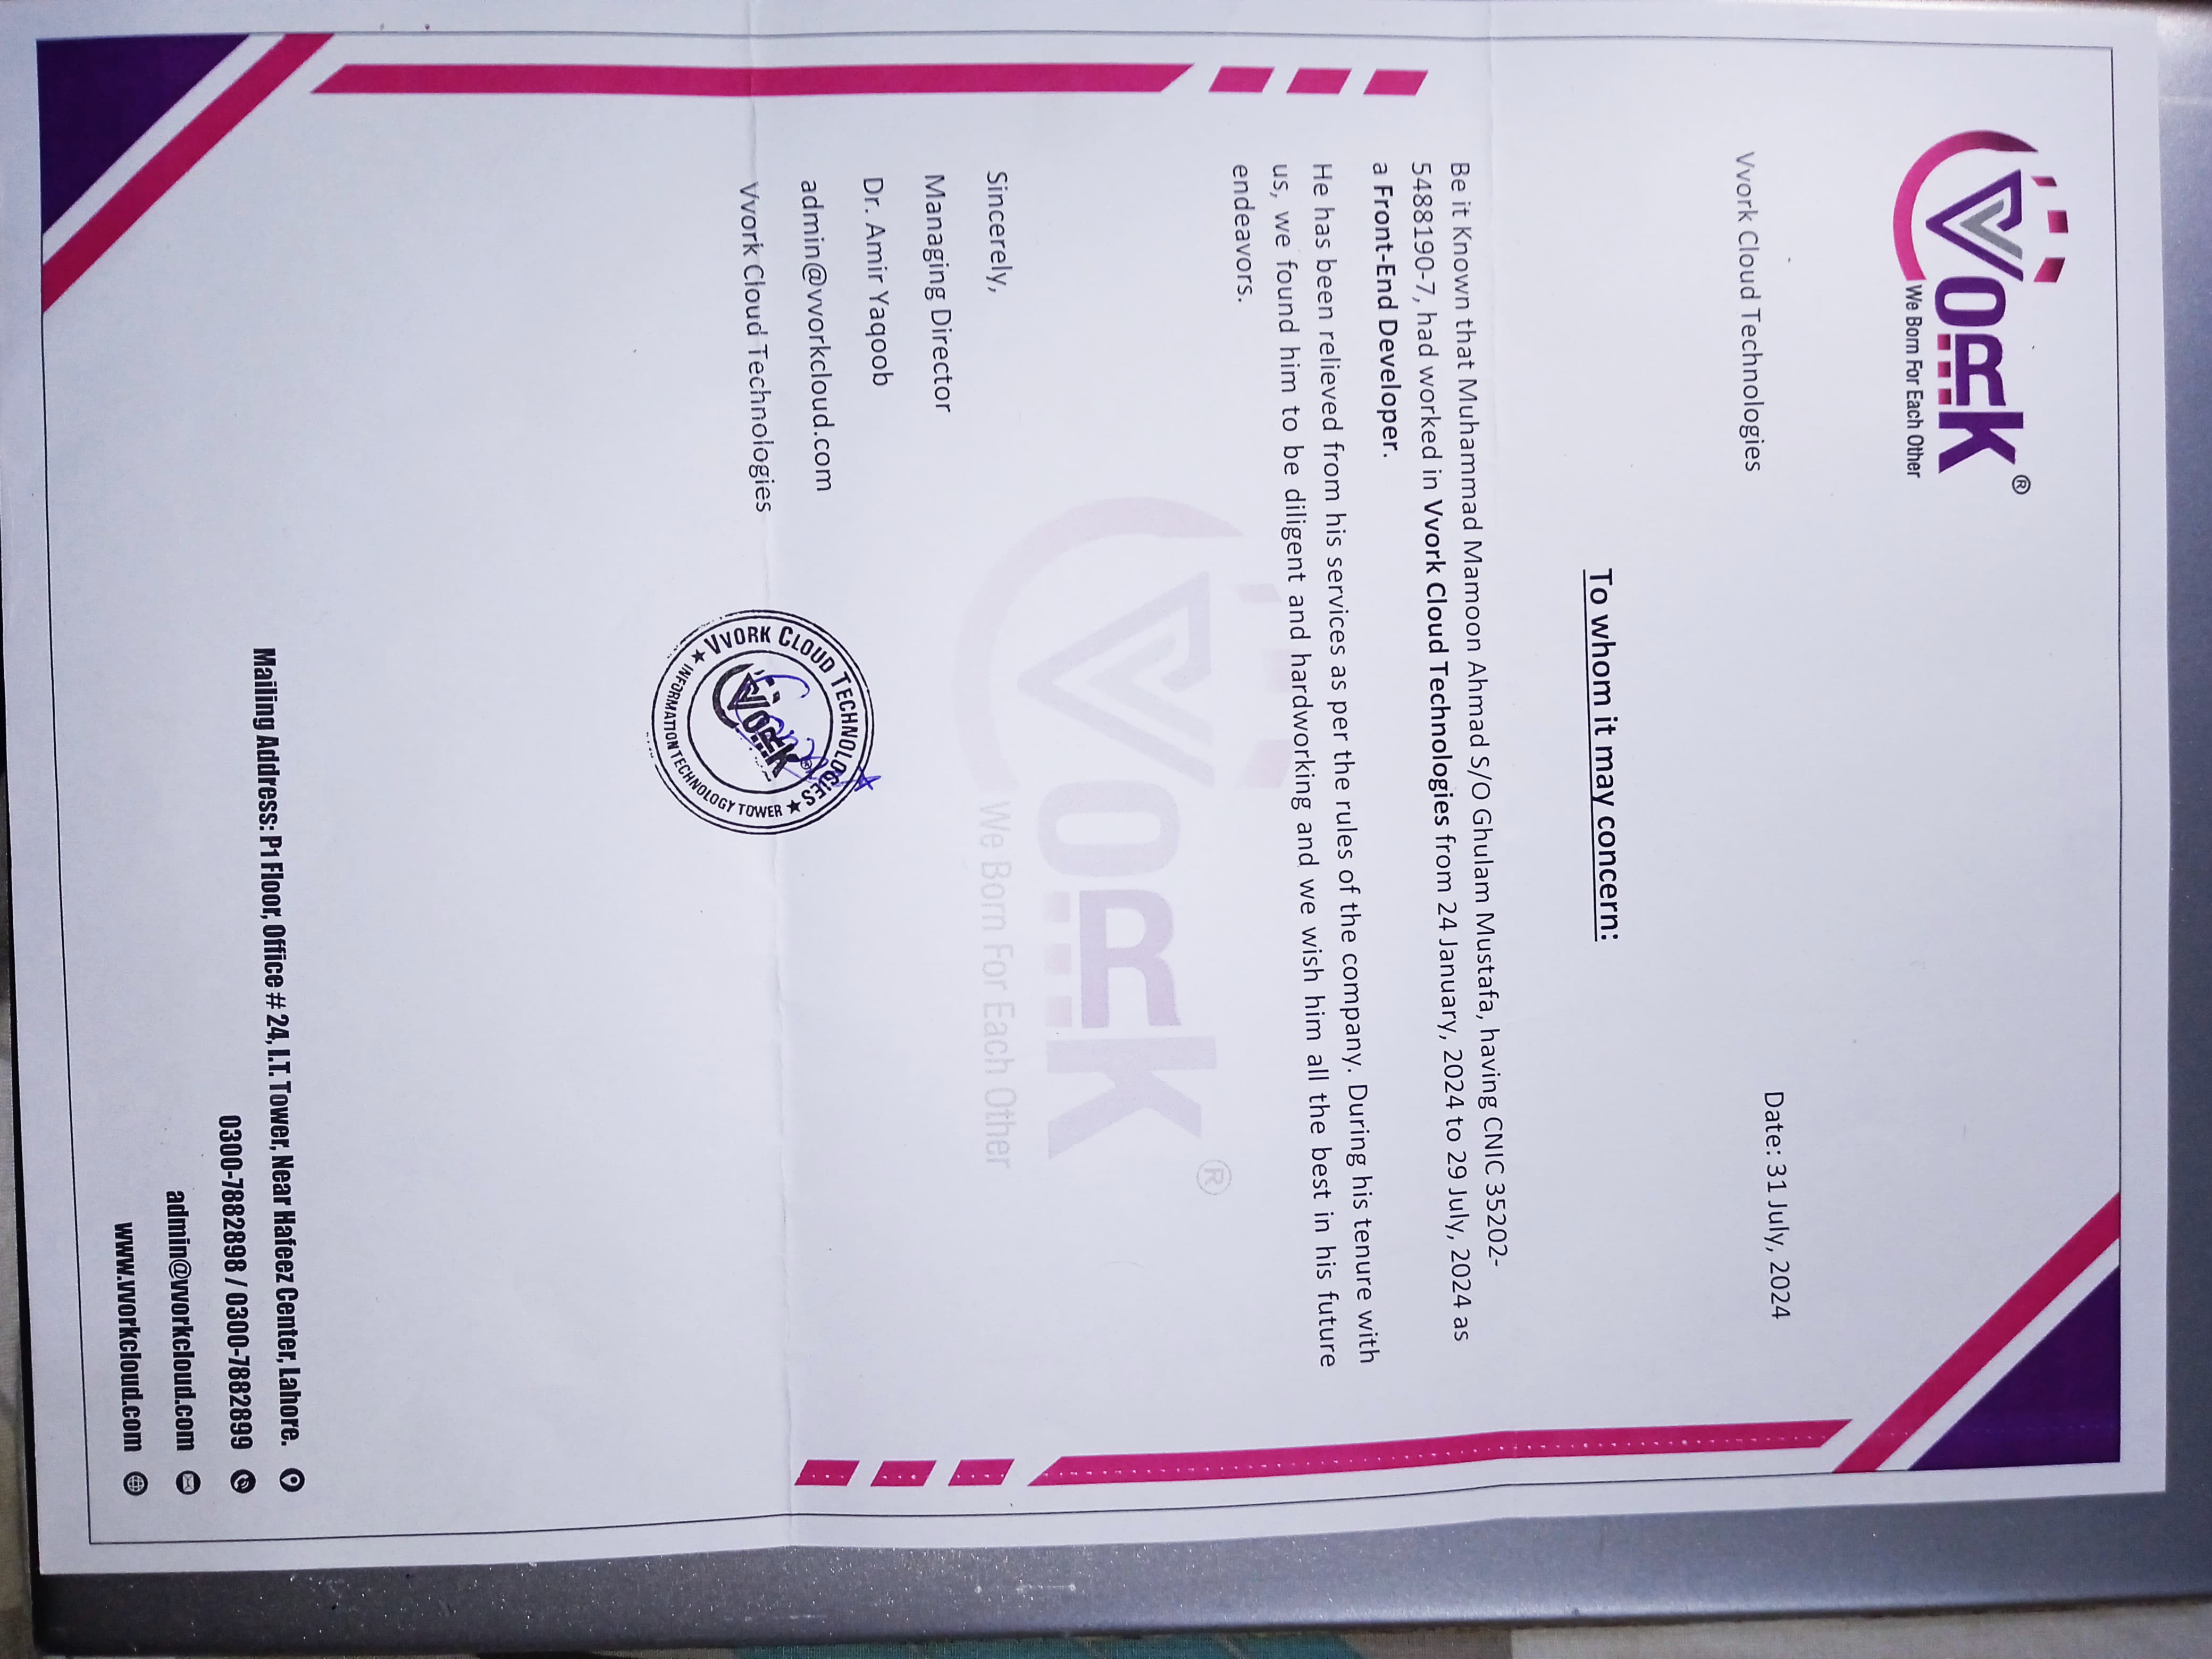 Vvork ®
We Born For Each Other
Vvork Cloud Technologies
Date: 31 July, 2024
To whom it may concern:
Be it Known that Muhammad Mamoon Ahmad S/O Ghulam Mustafa, having CNIC 35202-
5488190-7, had worked in Vvork Cloud Technologies from 24 January, 2024 to 29 July, 2024 as
a Front-End Developer.
He has been relieved from his services as per the rules of the company. During his tenure with
us, we found him to be diligent and hardworking and we wish him all the best in his future
endeavors.
Vvork ®
We Born For Each Other
Sincerely,
Managing Director
Dr. Amir Yaqoob
admin@vvorkcloud.com
Vvork Cloud Technologies
VVORK CLOUD TECHNOLOGIES
Vvork ®
★ INFORMATION TECHNOLOGY TOWER ★
Mailing Address: P1 Floor, Office # 24, I.T. Tower, Near Hafeez Center, Lahore.
0300-7882898 / 0300-7882899
admin@vvorkcloud.com
www.vvorkcloud.com